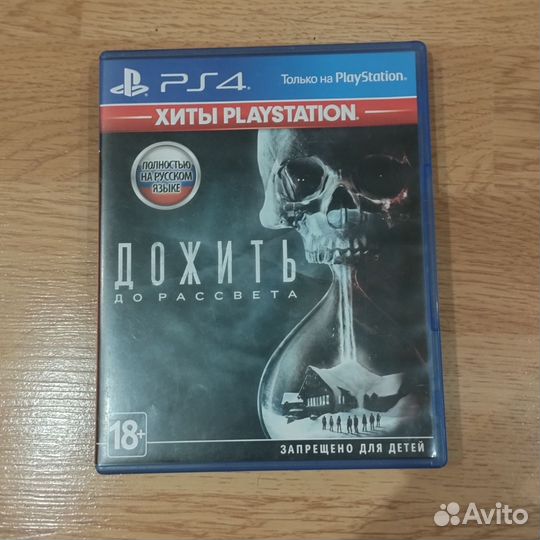 PS4
Только на PlayStation®
ХИТЫ PLAYSTATION®
ПОЛНОСТЬЮ
НА РУССКОМ
ЯЗЫКЕ
ДОЖИТЬ
ДО РАССВЕТА
18+
ЗАПРЕЩЕНО ДЛЯ ДЕТЕЙ
Avito